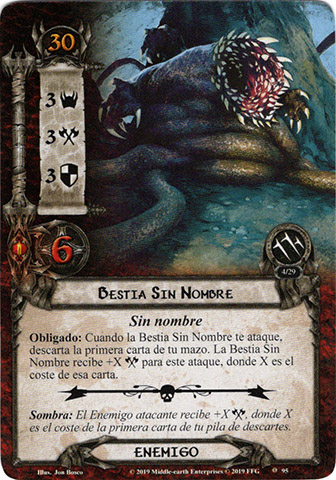 30
3
3
3
6
4/29
Bestia Sin Nombre
Sin nombre
Obligado: Cuando la Bestia Sin Nombre te ataque,
descarta la primera carta de tu mazo. La Bestia Sin
Nombre recibe +X para este ataque, donde X es el
coste de esa carta.
Sombra: El Enemigo atacante recibe +X , donde X
es el coste de la primera carta de tu pila de descartes.
ENEMIGO
Illus. Jon Bosco © 2019 Middle-earth Enterprises © 2019 FFG 95